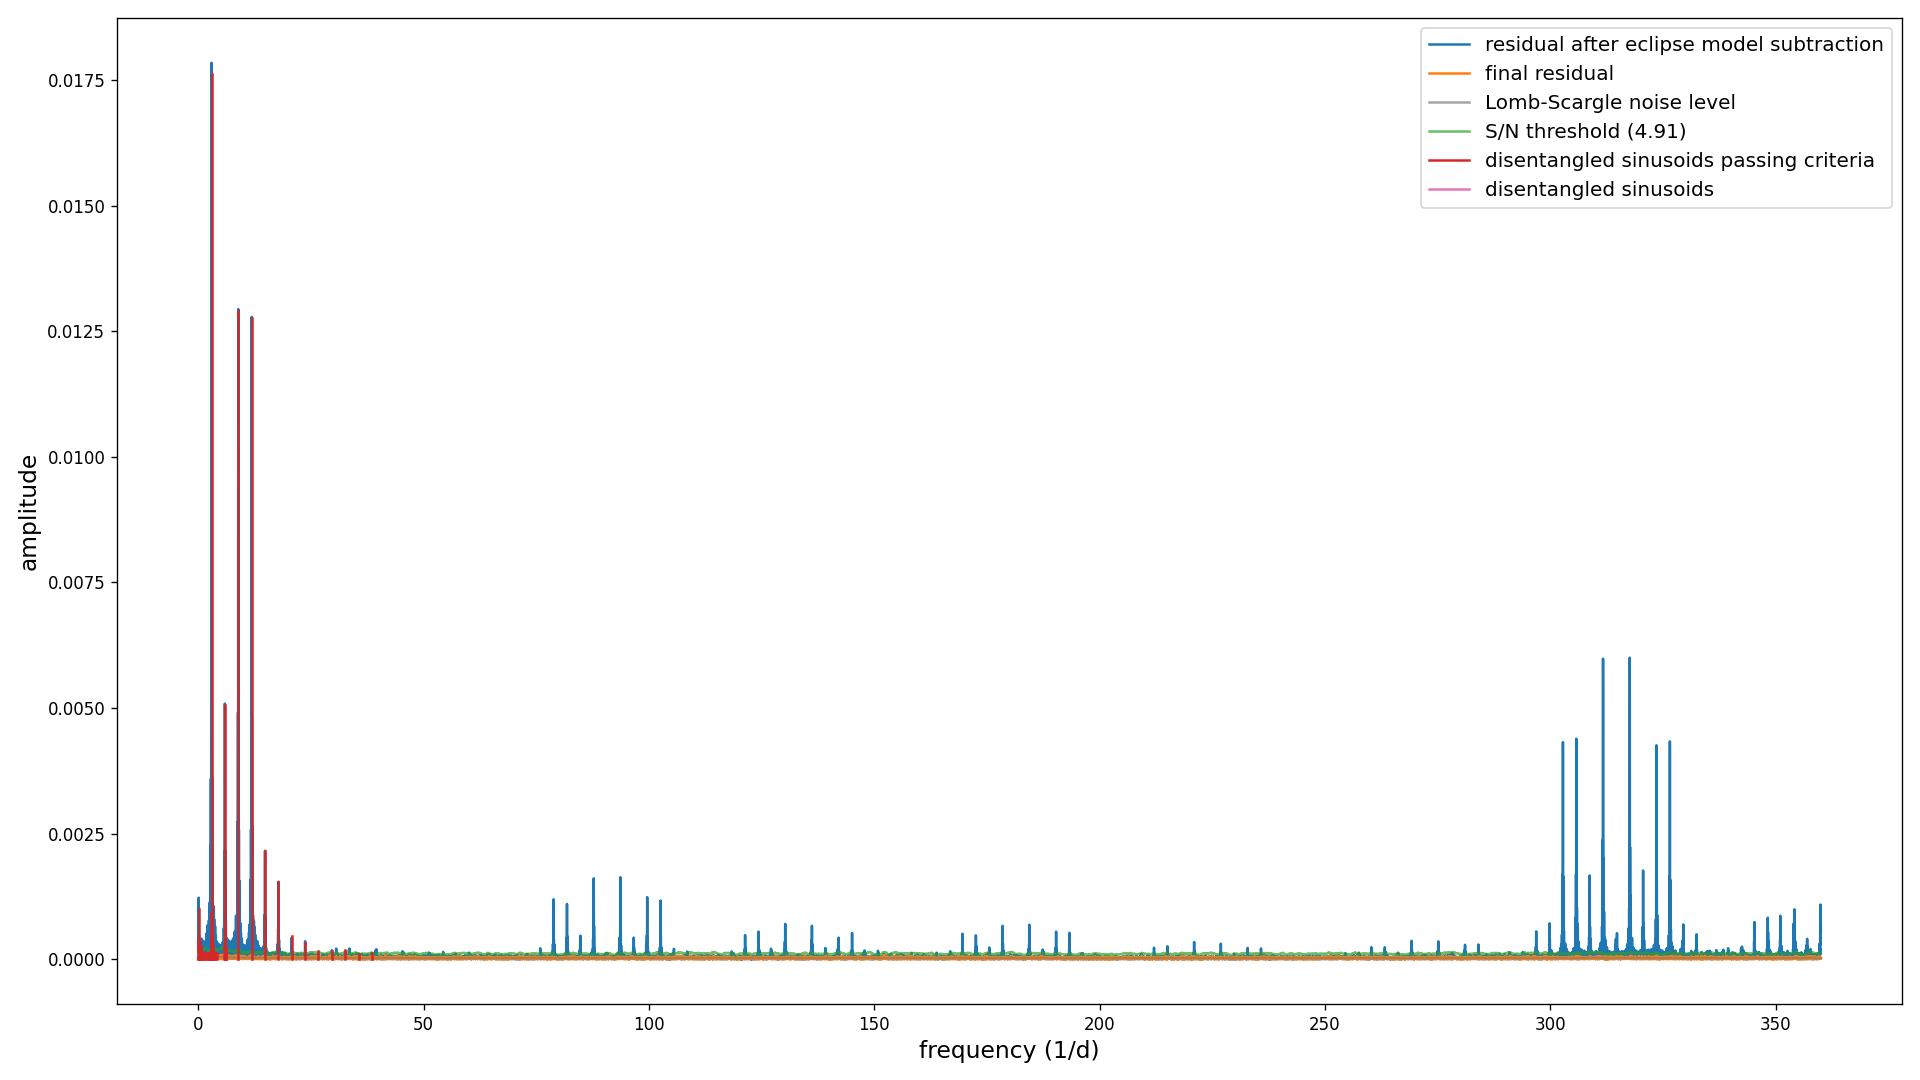 residual after eclipse model subtraction
final residual
Lomb-Scargle noise level
S/N threshold (4.91)
disentangled sinusoids passing criteria
disentangled sinusoids
0.0175
0.0150
0.0125
0.0100
0.0075
0.0050
0.0025
0.0000
amplitude
0 50 100 150 200 250 300 350
frequency (1/d)